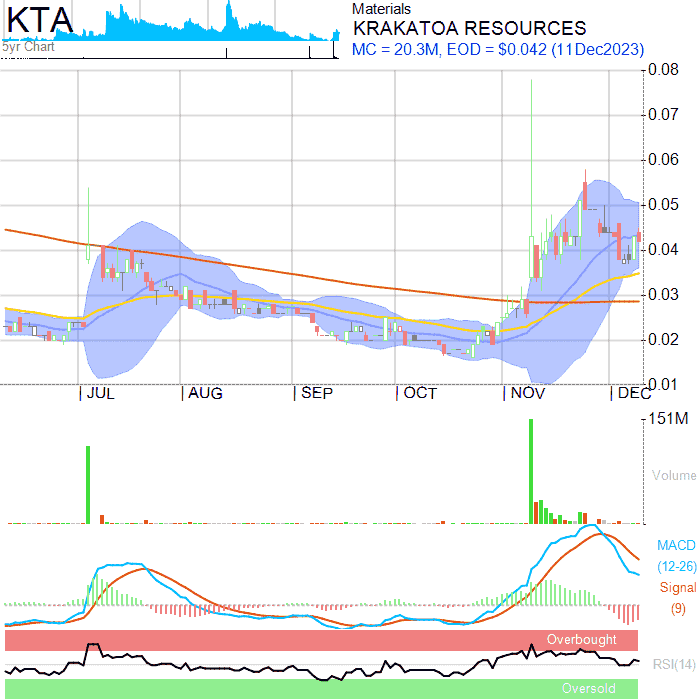 KTA
5yr Chart
Materials
KRAKATOA RESOURCES
MC = 20.3M, EOD = $0.042 (11Dec2023)
0.08
0.07
0.06
0.05
0.04
0.03
0.02
0.01
JUL AUG SEP OCT NOV DEC
151M
Volume
MACD
(12-26)
Signal
(9)
Overbought
RSI(14)
Oversold